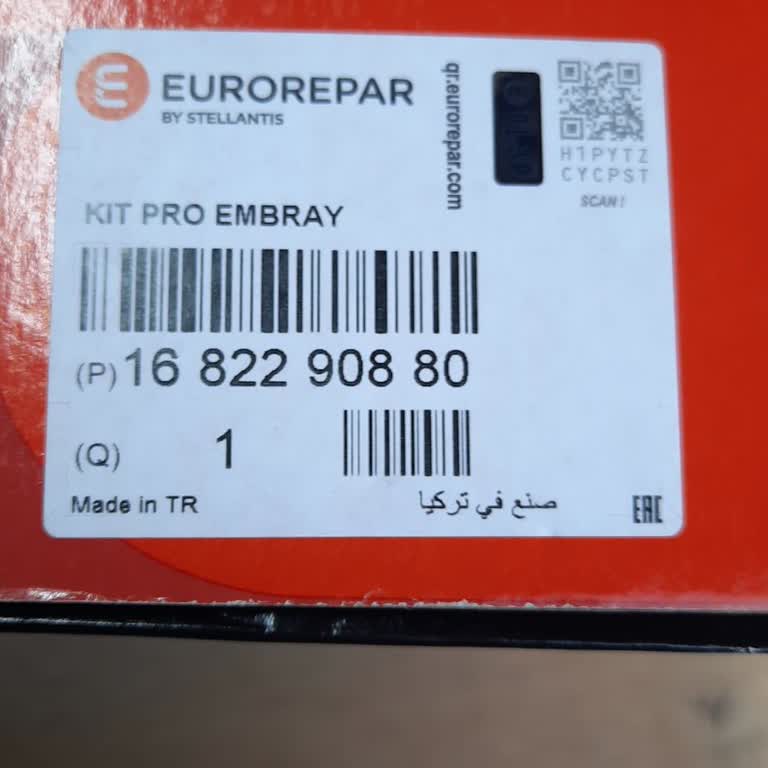 EUROREPAR
BY STELLANTIS
qr.eurorepar.com
H1PYTZ
CYCPST
SCAN!
KIT PRO EMBRAY
(P) 16 822 908 80
(Q) 1
Made in TR
صنع في تركيا
EAC